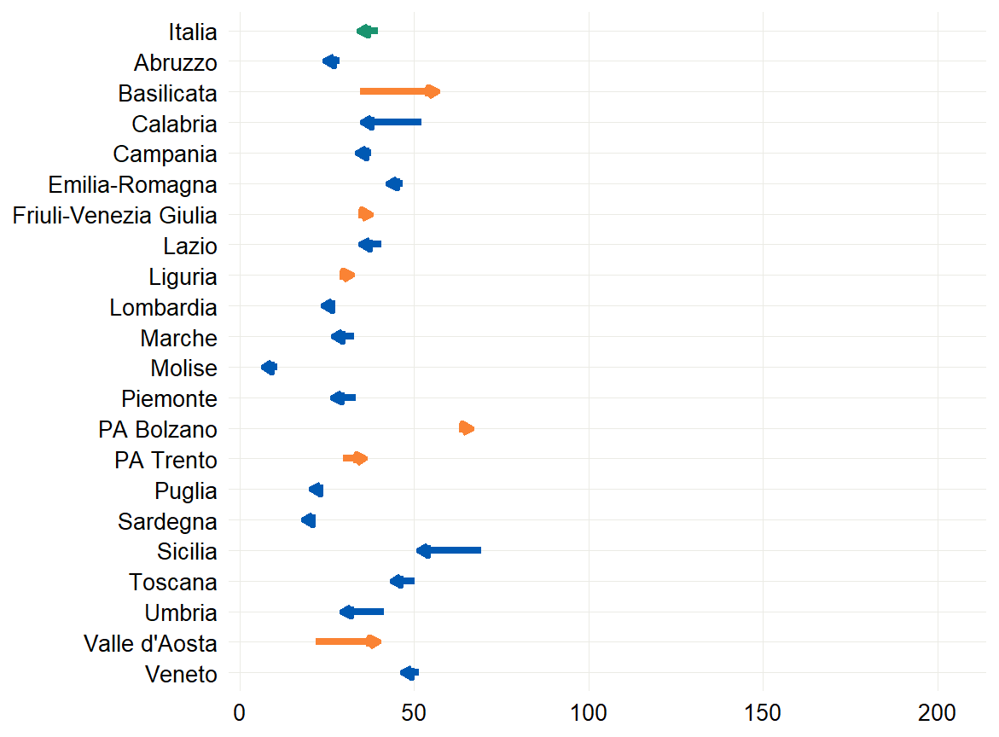 Italia
Abruzzo
Basilicata
Calabria
Campania
Emilia-Romagna
Friuli-Venezia Giulia
Lazio
Liguria
Lombardia
Marche
Molise
Piemonte
PA Bolzano
PA Trento
Puglia
Sardegna
Sicilia
Toscana
Umbria
Valle d'Aosta
Veneto
0 50 100 150 200